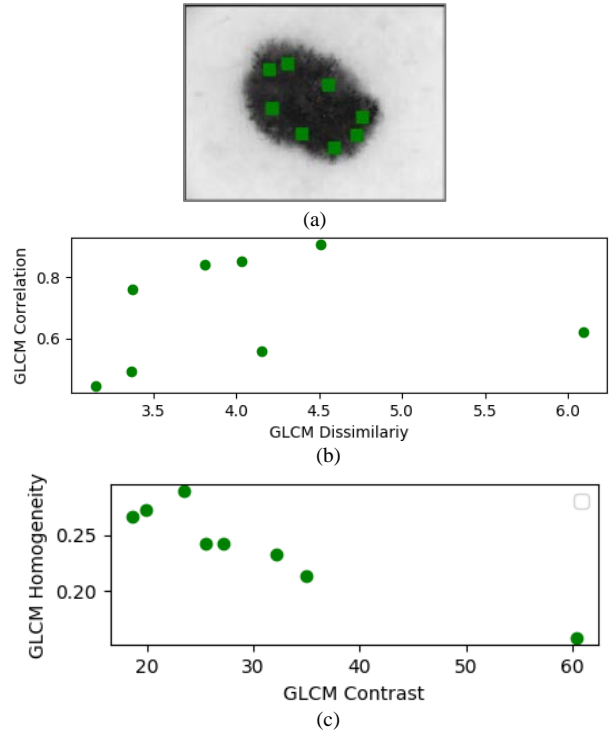 (a)
GLCM Correlation
0.8
0.6
3.5 4.0 4.5 5.0 5.5 6.0
GLCM Dissimilariy
(b)
GLCM Homogeneity
0.25
0.20
20 30 40 50 60
GLCM Contrast
(c)